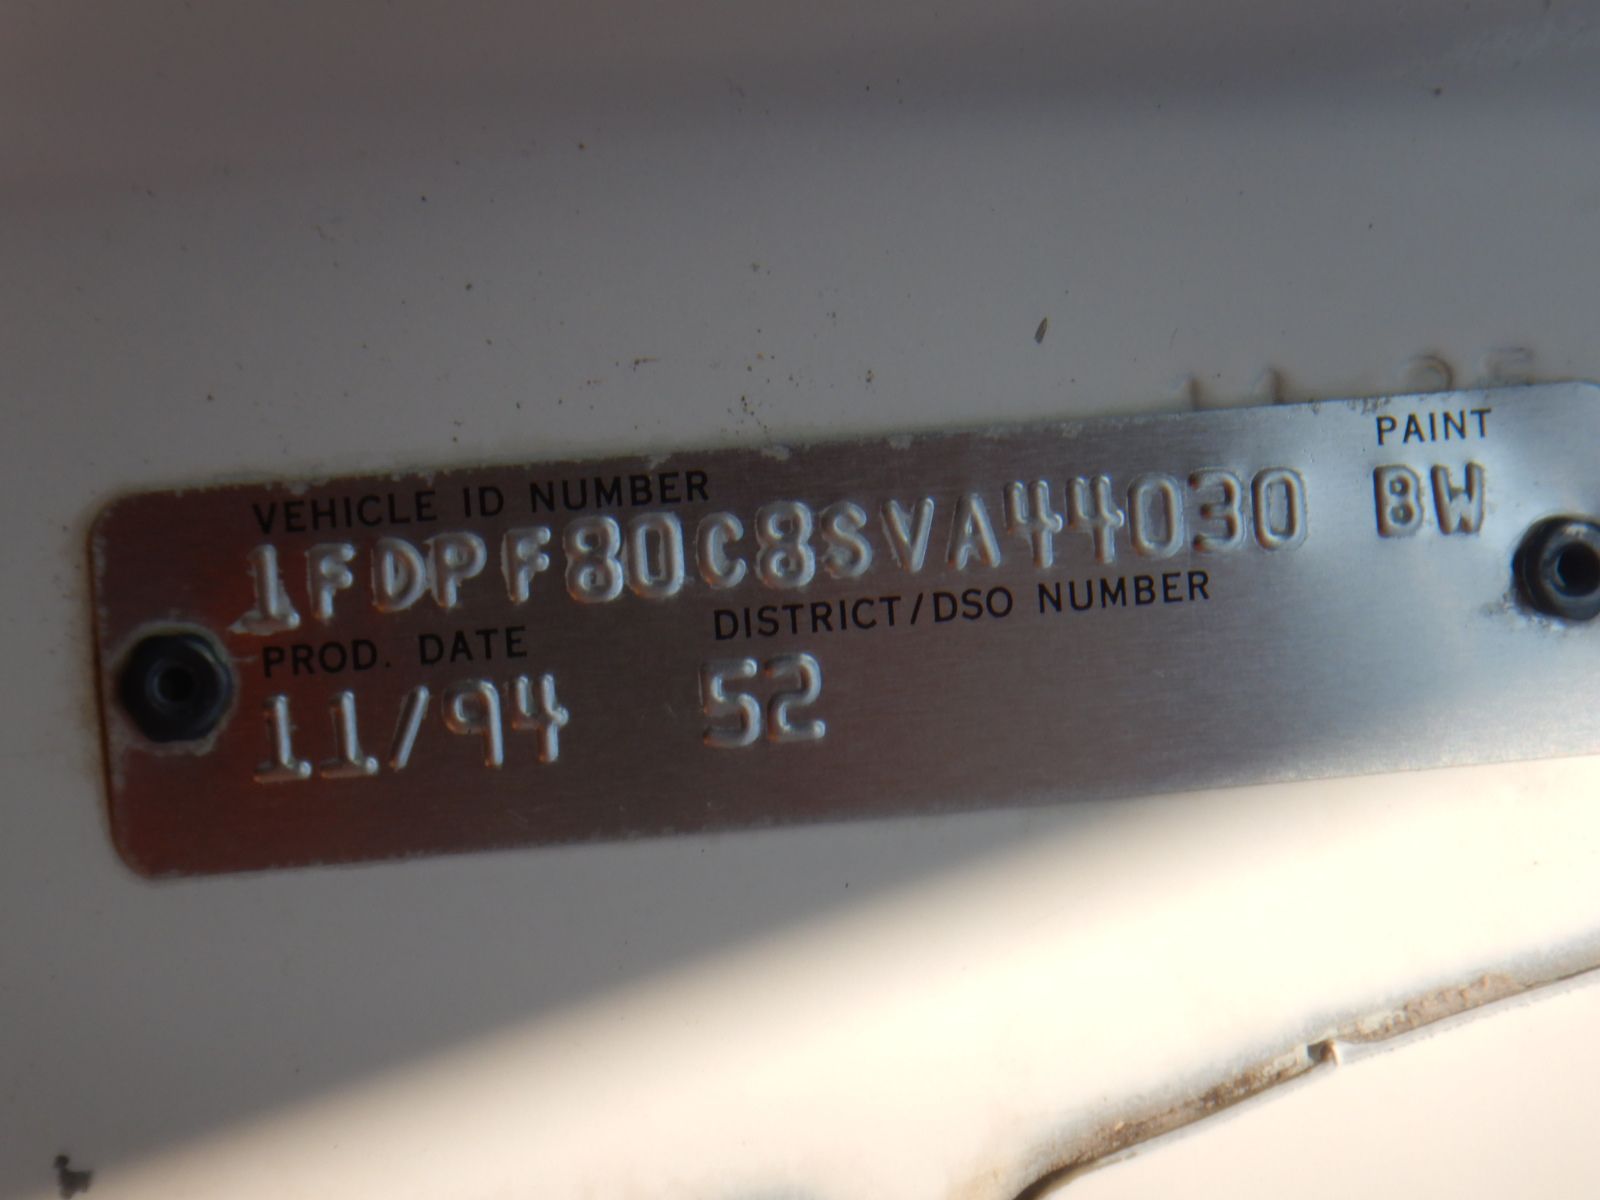 PAINT
VEHICLE ID NUMBER
1FDPF80C8SVA44030 BW
PROD. DATE DISTRICT/DSO NUMBER
11/94 52